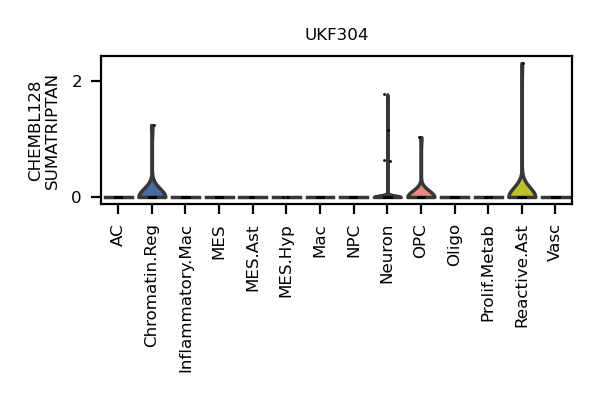 UKF304
CHEMBL128
SUMATRIPTAN
2
0
AC
Chromatin.Reg
Inflammatory.Mac
MES
MES.Ast
MES.Hyp
Mac
NPC
Neuron
OPC
Oligo
Prolif.Metab
Reactive.Ast
Vasc